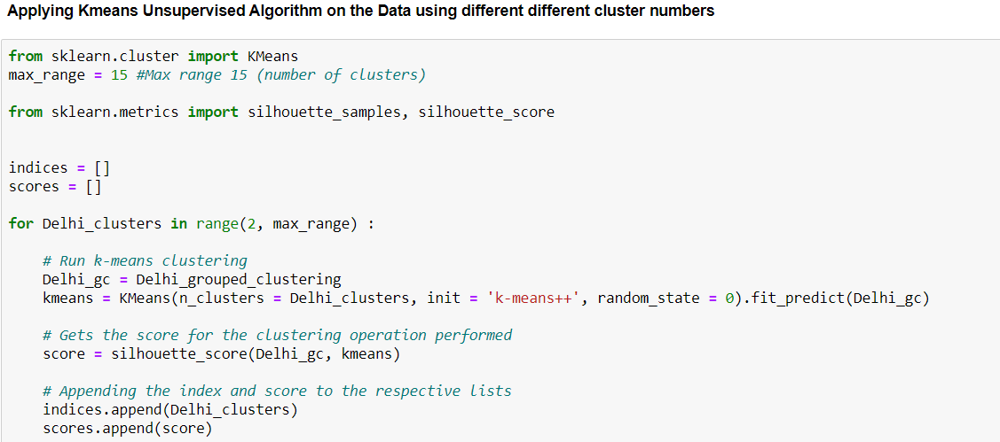 Applying Kmeans Unsupervised Algorithm on the Data using different different cluster numbers
from sklearn.cluster import KMeans
max_range = 15 #Max range 15 (number of clusters)
from sklearn.metrics import silhouette_samples, silhouette_score
indices = []
scores = []
for Delhi_clusters in range(2, max_range) :
# Run k-means clustering
Delhi_gc = Delhi_grouped_clustering
kmeans = KMeans(n_clusters = Delhi_clusters, init = 'k-means++', random_state = 0).fit_predict(Delhi_gc)
# Gets the score for the clustering operation performed
score = silhouette_score(Delhi_gc, kmeans)
# Appending the index and score to the respective lists
indices.append(Delhi_clusters)
scores.append(score)